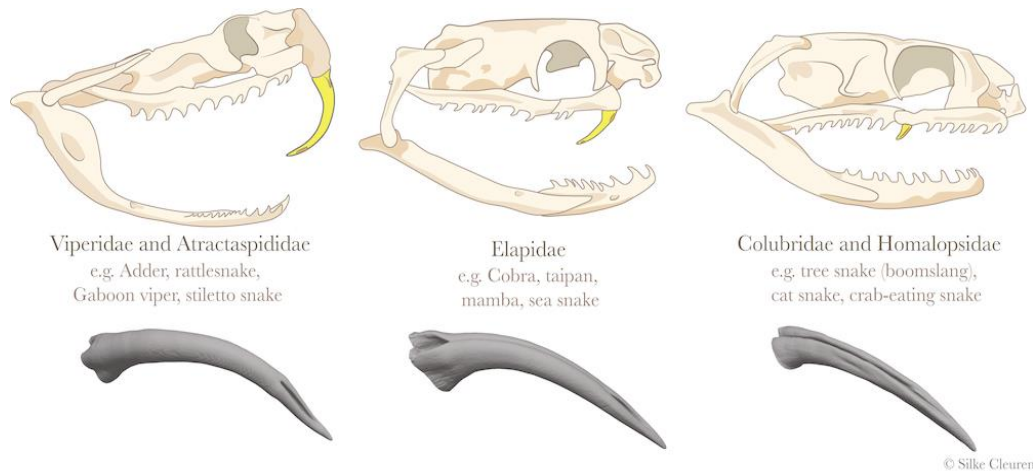 Viperidae and Atractaspididae
e.g. Adder, rattlesnake,
Gaboon viper, stiletto snake
Elapidae
e.g. Cobra, taipan,
mamba, sea snake
Colubridae and Homalopsidae
e.g. tree snake (boomslang),
cat snake, crab-eating snake
© Silke Cleuren